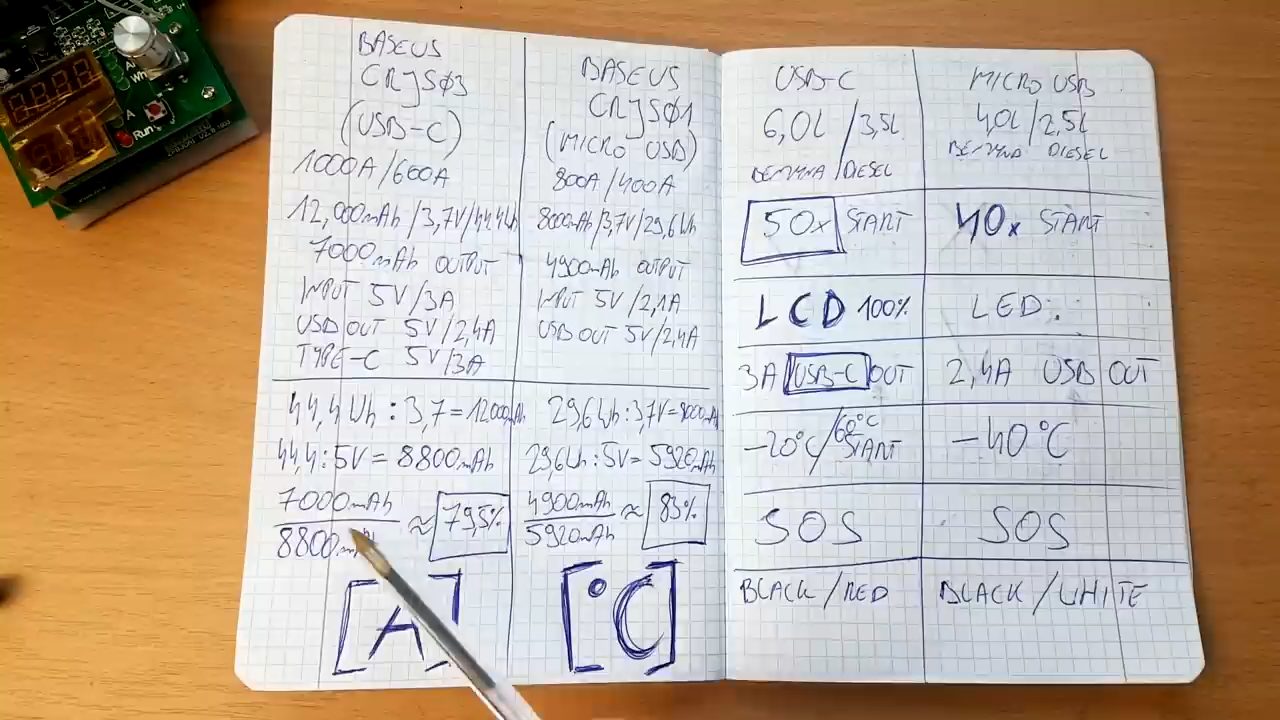 BASEUS
CRJS03
(USB-C)
1000A/600A
12,000mAh/3,7V/44,4Wh
7000mAh OUTPUT
INPUT 5V/3A
USB OUT 5V/2,4A
TYPE-C 5V/3A
44,4Wh:3,7=12000mAh
44,4:5V=8800mAh
7000mAh
8800mAh
≈ 79,5%
[A]
BASEUS
CRJS01
(MICRO USB)
800A/400A
8000mAh/3,7V/29,6Wh
4900mAh OUTPUT
INPUT 5V/2,1A
USB OUT 5V/2,4A
29,6Wh:3,7V=8000mAh
29,6Wh:5V=5920mAh
4900mAh
5920mAh
≈ 83%
[°C]
USB-C
6,0L/3,5L
BENZYNA/DIESEL
50x START
LCD 100%
3A USB-C OUT
-20°C/60°C
START
SOS
BLACK/RED
MICRO USB
4,0L/2,5L
BENZYNA DIESEL
40x START
LED:
2,4A USB OUT
-40°C
SOS
BLACK/WHITE
Run